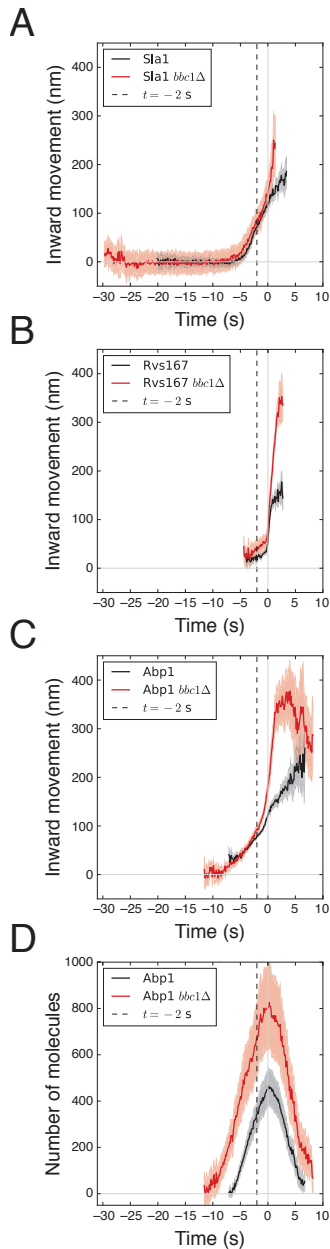 A
Sla1
Sla1 bbc1Δ
t = −2 s
Inward movement (nm)
400
300
200
100
0
−30 −25 −20 −15 −10 −5 0 5 10
Time (s)
B
Rvs167
Rvs167 bbc1Δ
t = −2 s
Inward movement (nm)
400
300
200
100
0
−30 −25 −20 −15 −10 −5 0 5 10
Time (s)
C
Abp1
Abp1 bbc1Δ
t = −2 s
Inward movement (nm)
400
300
200
100
0
−30 −25 −20 −15 −10 −5 0 5 10
Time (s)
D
Abp1
Abp1 bbc1Δ
t = −2 s
Number of molecules
1000
800
600
400
200
0
−30 −25 −20 −15 −10 −5 0 5 10
Time (s)